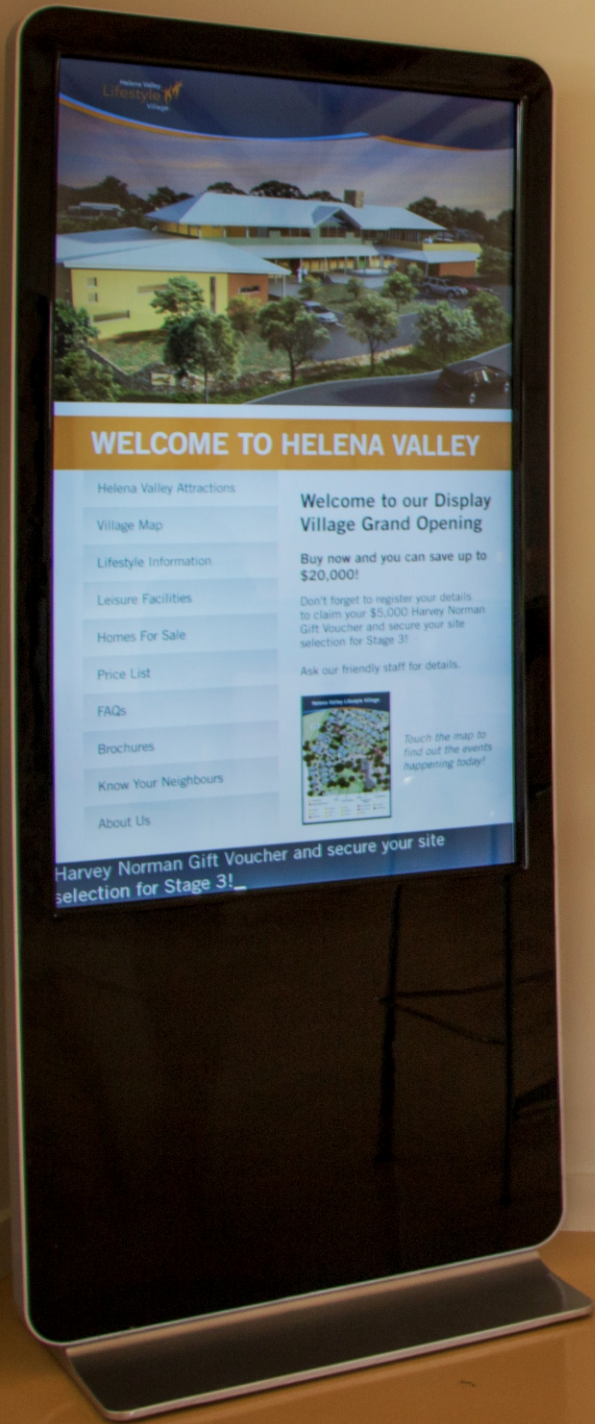 Helena Valley
Lifestyle
Village
WELCOME TO HELENA VALLEY
Helena Valley Attractions
Village Map
Lifestyle Information
Leisure Facilities
Homes For Sale
Price List
FAQs
Brochures
Know Your Neighbours
About Us
Welcome to our Display
Village Grand Opening
Buy now and you can save up to
$20,000!
Don't forget to register your details
to claim your $5,000 Harvey Norman
Gift Voucher and secure your site
selection for Stage 3!
Ask our friendly staff for details.
Helena Valley Lifestyle Village
Touch the map to
find out the events
happening today!
Harvey Norman Gift Voucher and secure your site
selection for Stage 3!_